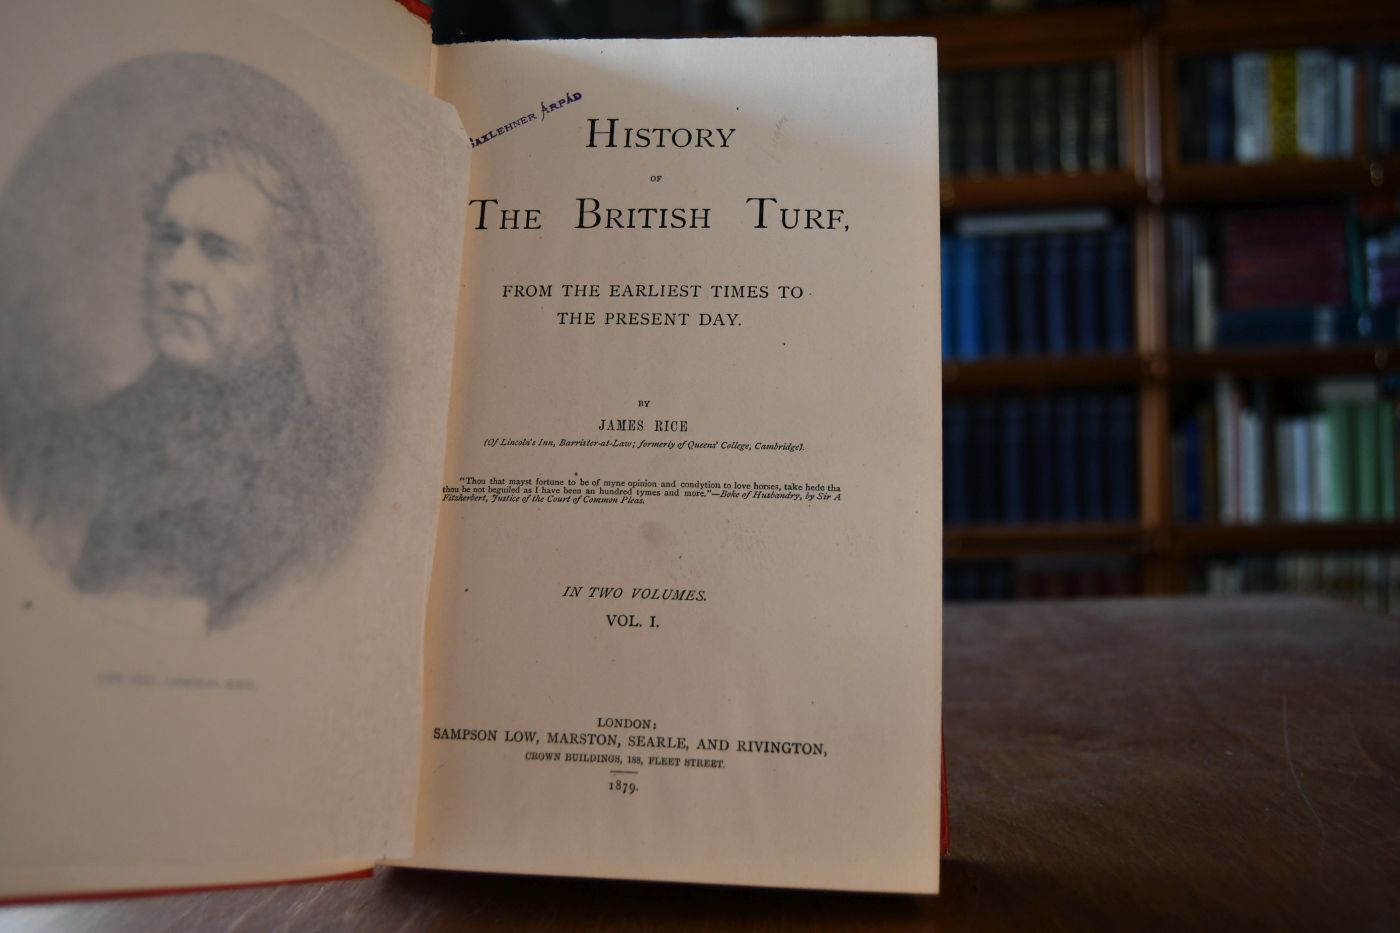 SAXLEHNER ÁRPÁD
HISTORY
OF
THE BRITISH TURF,
FROM THE EARLIEST TIMES TO
THE PRESENT DAY.
BY
JAMES RICE
(Of Lincoln's Inn, Barrister-at-Law; formerly of Queens' College, Cambridge).
"Thou that mayst fortune to be of myne opinion and condytion to love horses, take hede tha
thou be not beguiled as I have been an hundred tymes and more."—Boke of Husbandry, by Sir A
Fitzherbert, Justice of the Court of Common Pleas.
IN TWO VOLUMES.
VOL. I.
LONDON:
SAMPSON LOW, MARSTON, SEARLE, AND RIVINGTON,
CROWN BUILDINGS, 188, FLEET STREET.
1879.